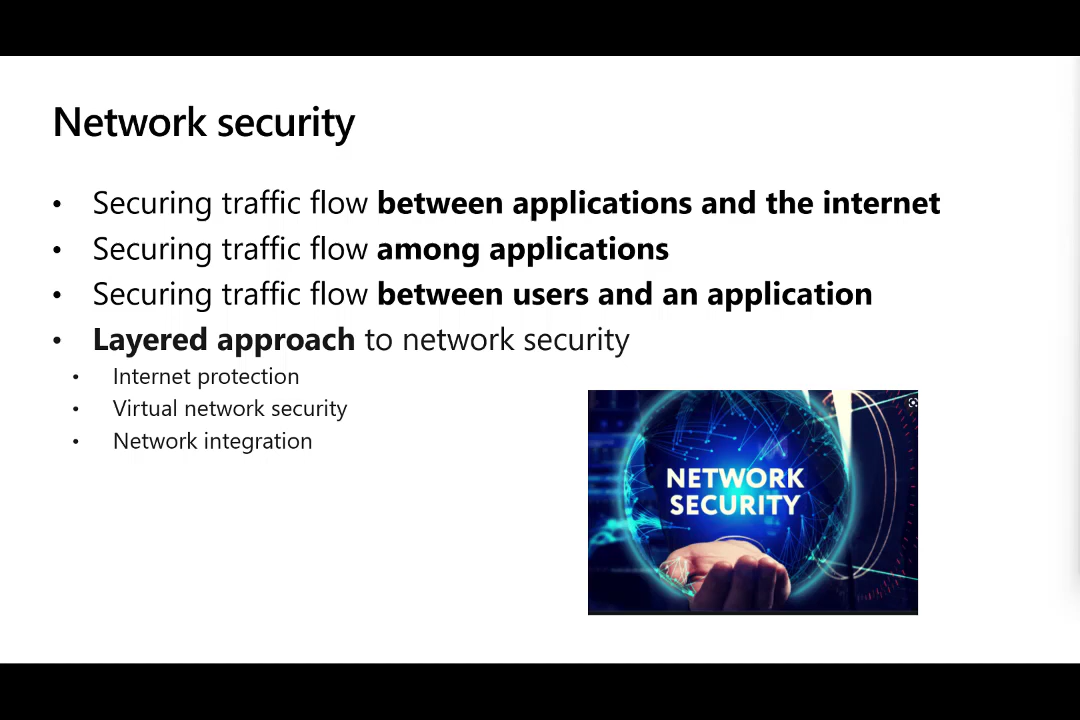 Network security
• Securing traffic flow between applications and the internet
• Securing traffic flow among applications
• Securing traffic flow between users and an application
• Layered approach to network security
• Internet protection
• Virtual network security
• Network integration
NETWORK
SECURITY